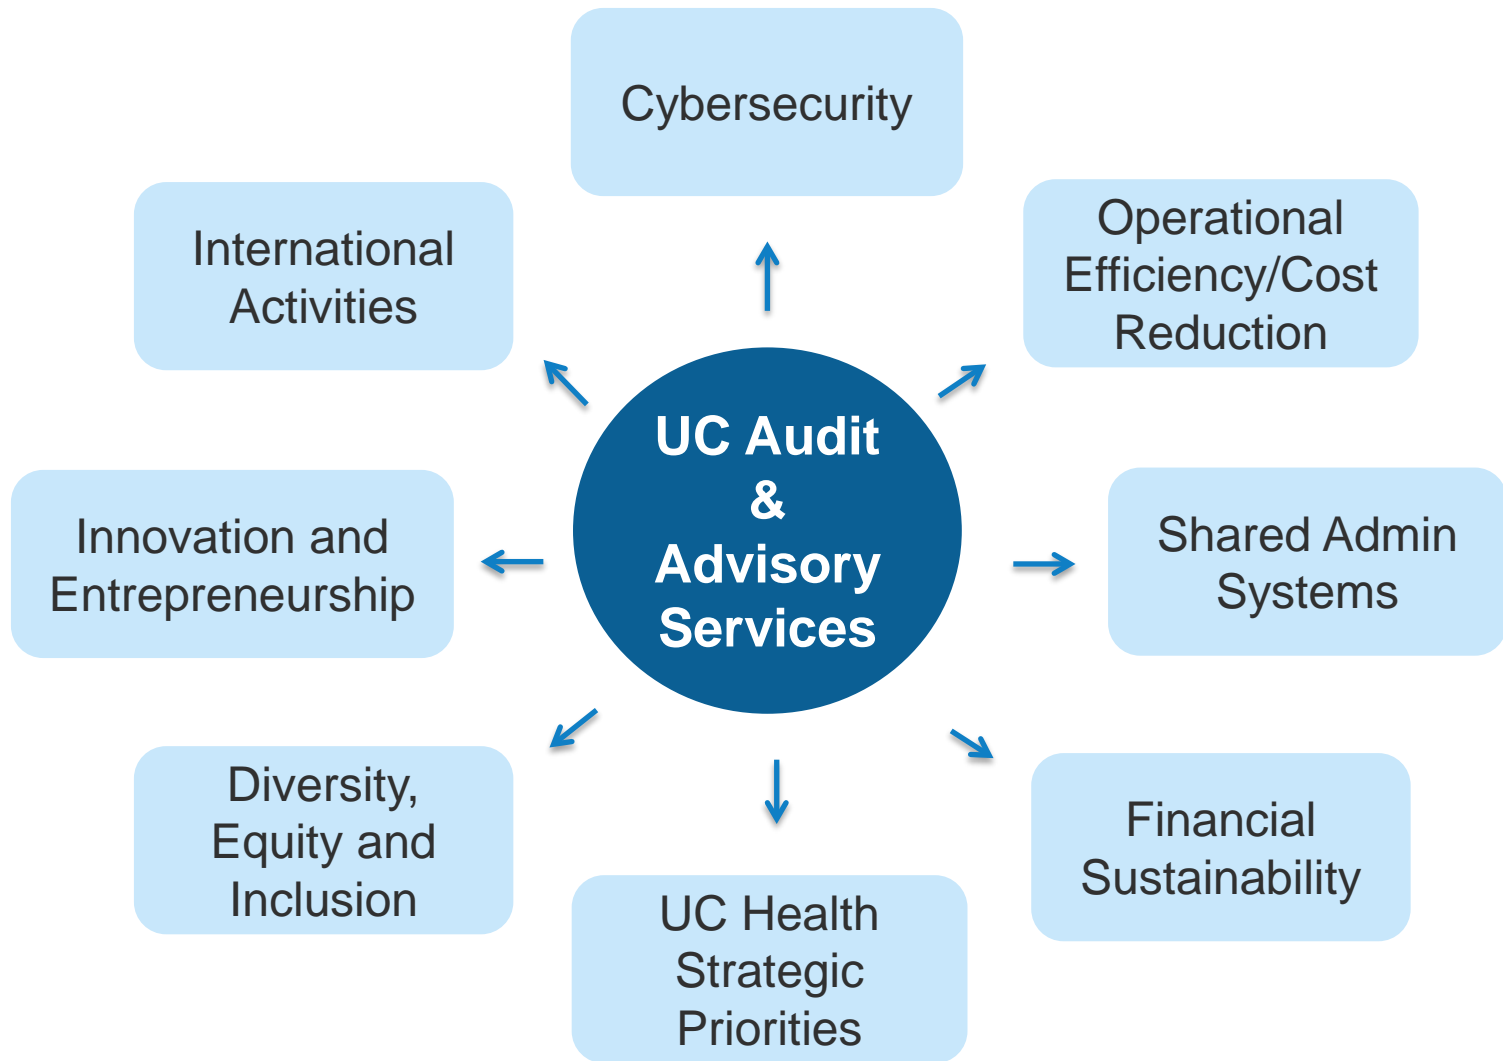 Cybersecurity
International
Activities
Operational
Efficiency/Cost
Reduction
UC Audit
&
Advisory
Services
Innovation and
Entrepreneurship
Shared Admin
Systems
Diversity,
Equity and
Inclusion
UC Health
Strategic
Priorities
Financial
Sustainability